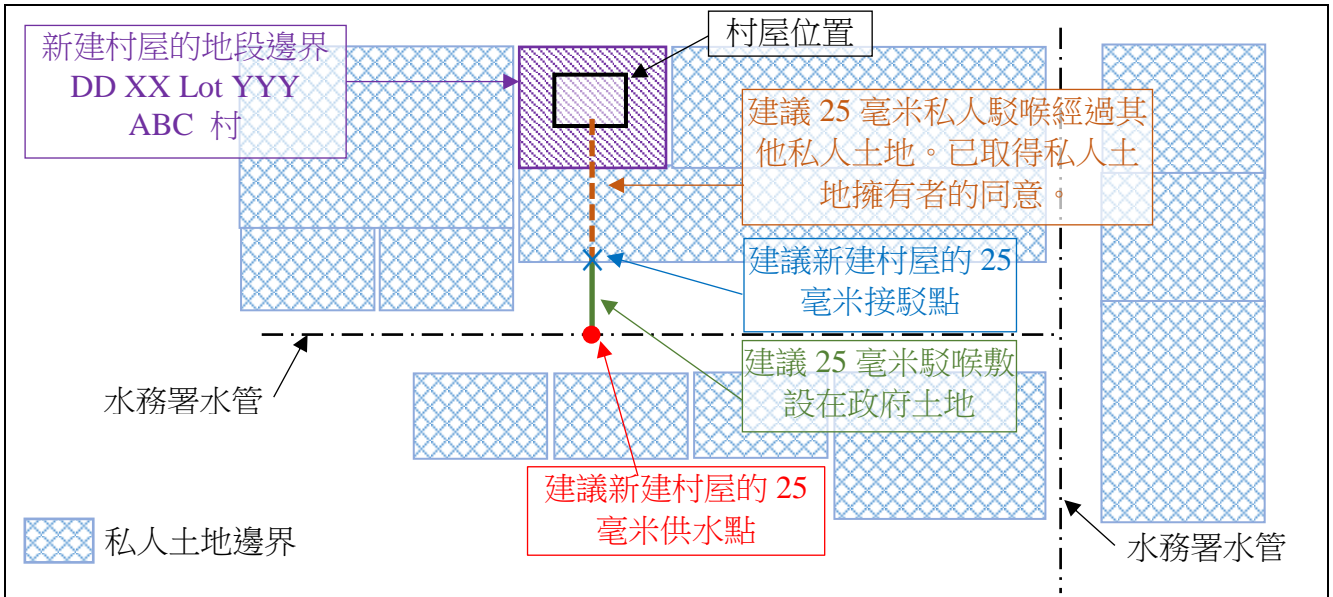 新建村屋的地段邊界
DD XX Lot YYY
ABC 村
村屋位置
建議 25 毫米私人駁喉經過其
他私人土地。已取得私人土
地擁有者的同意。
建議新建村屋的 25
毫米接駁點
建議 25 毫米駁喉敷
設在政府土地
水務署水管
建議新建村屋的 25
毫米供水點
私人土地邊界
水務署水管